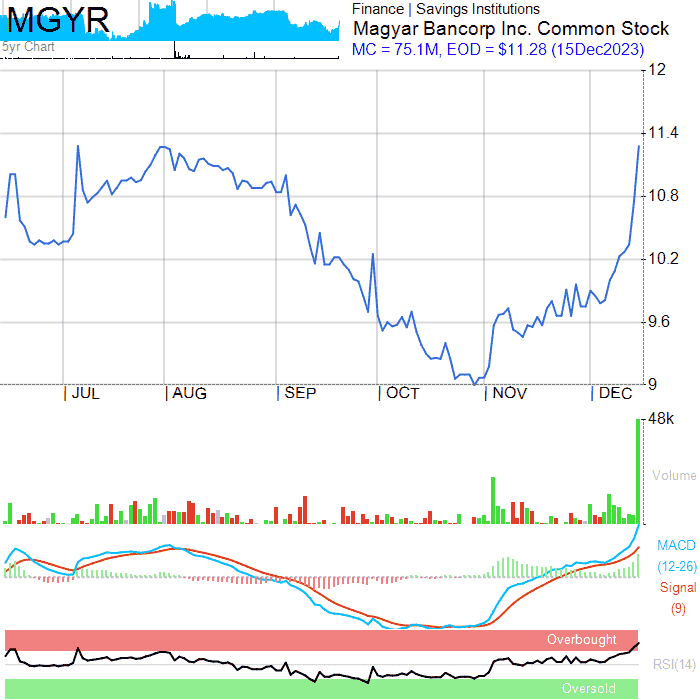 MGYR
5yr Chart
Finance | Savings Institutions
Magyar Bancorp Inc. Common Stock
MC = 75.1M, EOD = $11.28 (15Dec2023)
12
11.4
10.8
10.2
9.6
9
JUL AUG SEP OCT NOV DEC
48k
Volume
MACD
(12-26)
Signal
(9)
Overbought
RSI(14)
Oversold